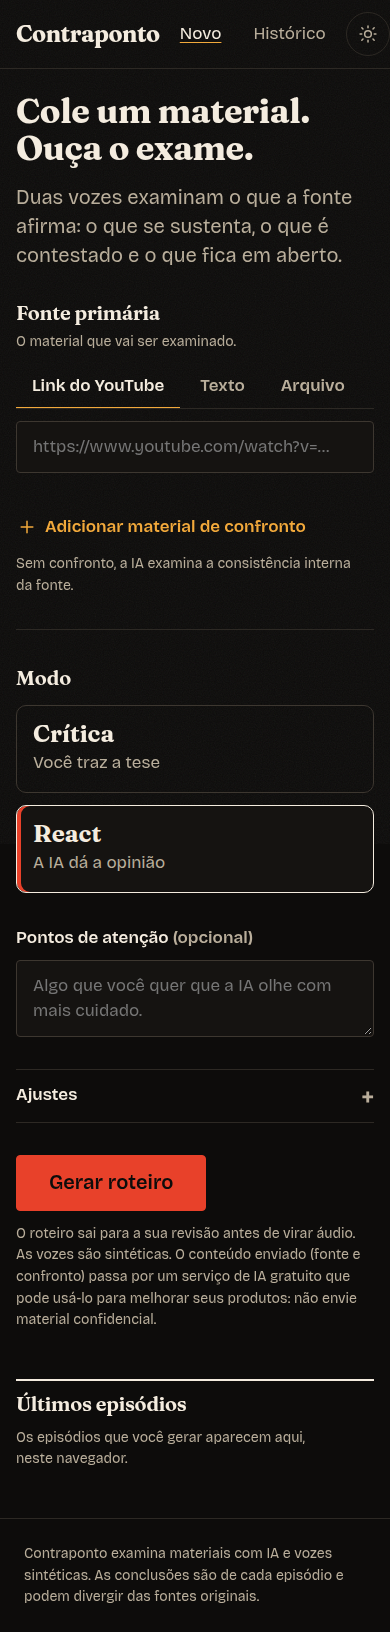 Contraponto Novo Histórico
Cole um material.
Ouça o exame.
Duas vozes examinam o que a fonte
afirma: o que se sustenta, o que é
contestado e o que fica em aberto.
Fonte primária
O material que vai ser examinado.
Link do YouTube Texto Arquivo
https://www.youtube.com/watch?v=...
+ Adicionar material de confronto
Sem confronto, a IA examina a consistência interna
da fonte.
Modo
Crítica
Você traz a tese
React
A IA dá a opinião
Pontos de atenção (opcional)
Algo que você quer que a IA olhe com
mais cuidado.
Ajustes +
Gerar roteiro
O roteiro sai para a sua revisão antes de virar áudio.
As vozes são sintéticas. O conteúdo enviado (fonte e
confronto) passa por um serviço de IA gratuito que
pode usá-lo para melhorar seus produtos: não envie
material confidencial.
Últimos episódios
Os episódios que você gerar aparecem aqui,
neste navegador.
Contraponto examina materiais com IA e vozes
sintéticas. As conclusões são de cada episódio e
podem divergir das fontes originais.